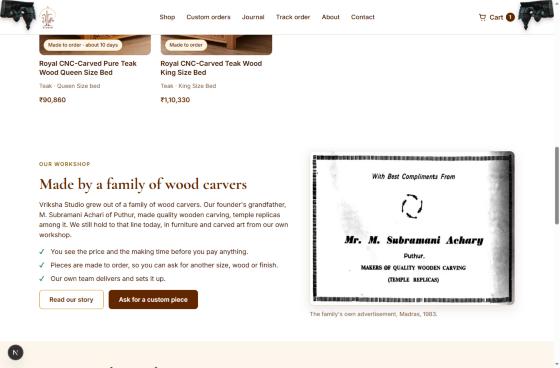 Shop
Custom orders
Journal
Track order
About
Contact
Cart
1
Made to order · about 10 days
Made to order
Royal CNC-Carved Pure Teak
Wood Queen Size Bed
Teak · Queen Size bed
₹90,860
Royal CNC-Carved Teak Wood
King Size Bed
Teak · King Size Bed
₹1,10,330
OUR WORKSHOP
Made by a family of wood carvers
Vriksha Studio grew out of a family of wood carvers. Our founder's grandfather,
M. Subramani Achari of Puthur, made quality wooden carving, temple replicas
among it. We still hold to that line today, in furniture and carved art from our own
workshop.
You see the price and the making time before you pay anything.
Pieces are made to order, so you can ask for another size, wood or finish.
Our own team delivers and sets it up.
Read our story
Ask for a custom piece
With Best Compliments From
Mr. M. Subramani Achary
Puthur.
MAKERS OF QUALITY WOODEN CARVING
(TEMPLE REPLICAS)
The family's own advertisement, Madras, 1983.
N